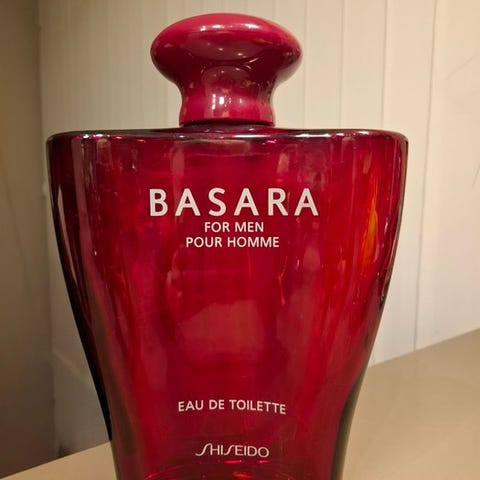 BASARA
FOR MEN
POUR HOMME
EAU DE TOILETTE
SHISEIDO